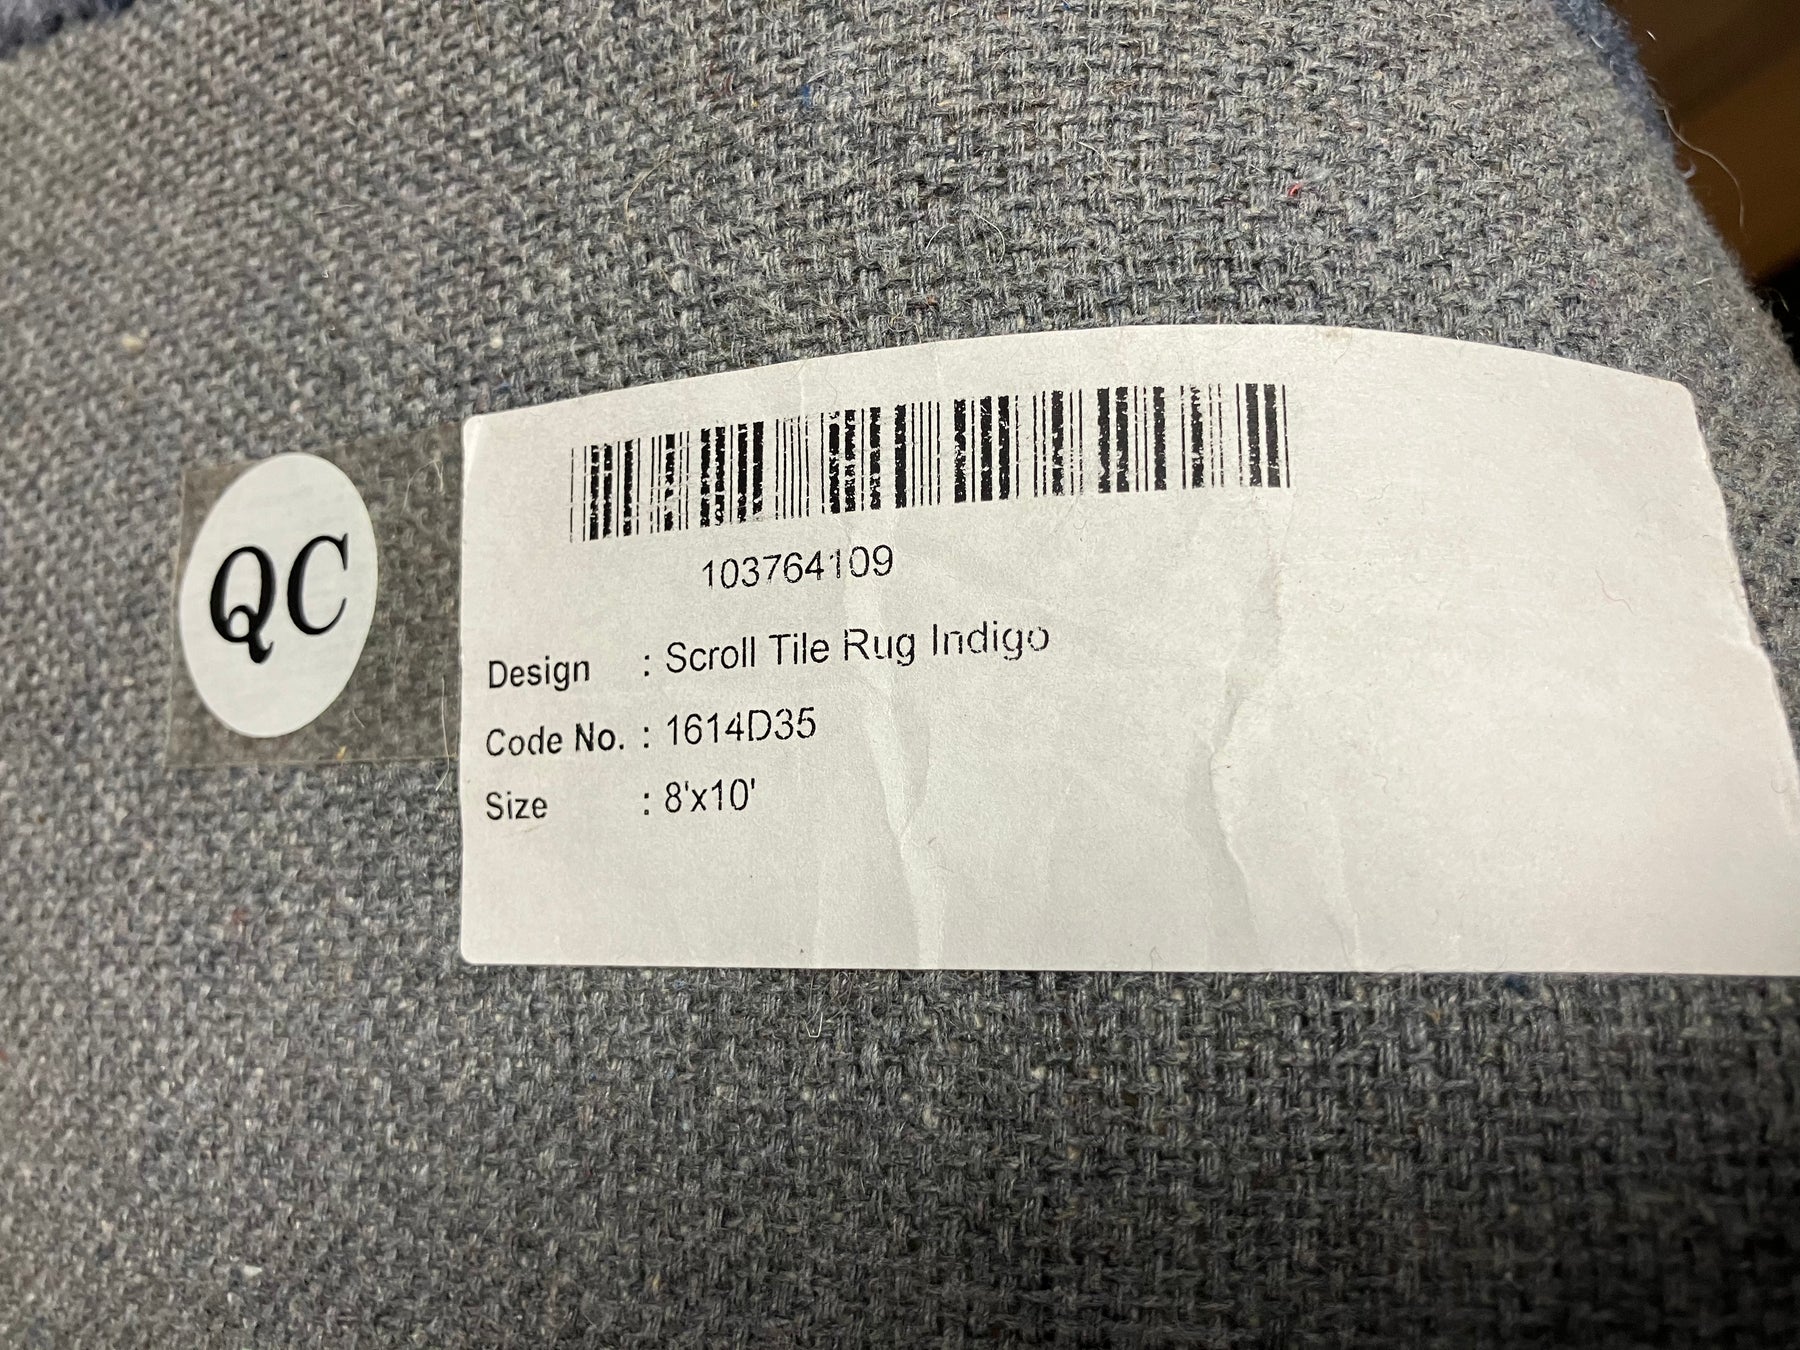 QC
103764109
Design : Scroll Tile Rug Indigo
Code No. : 1614D35
Size : 8'x10'